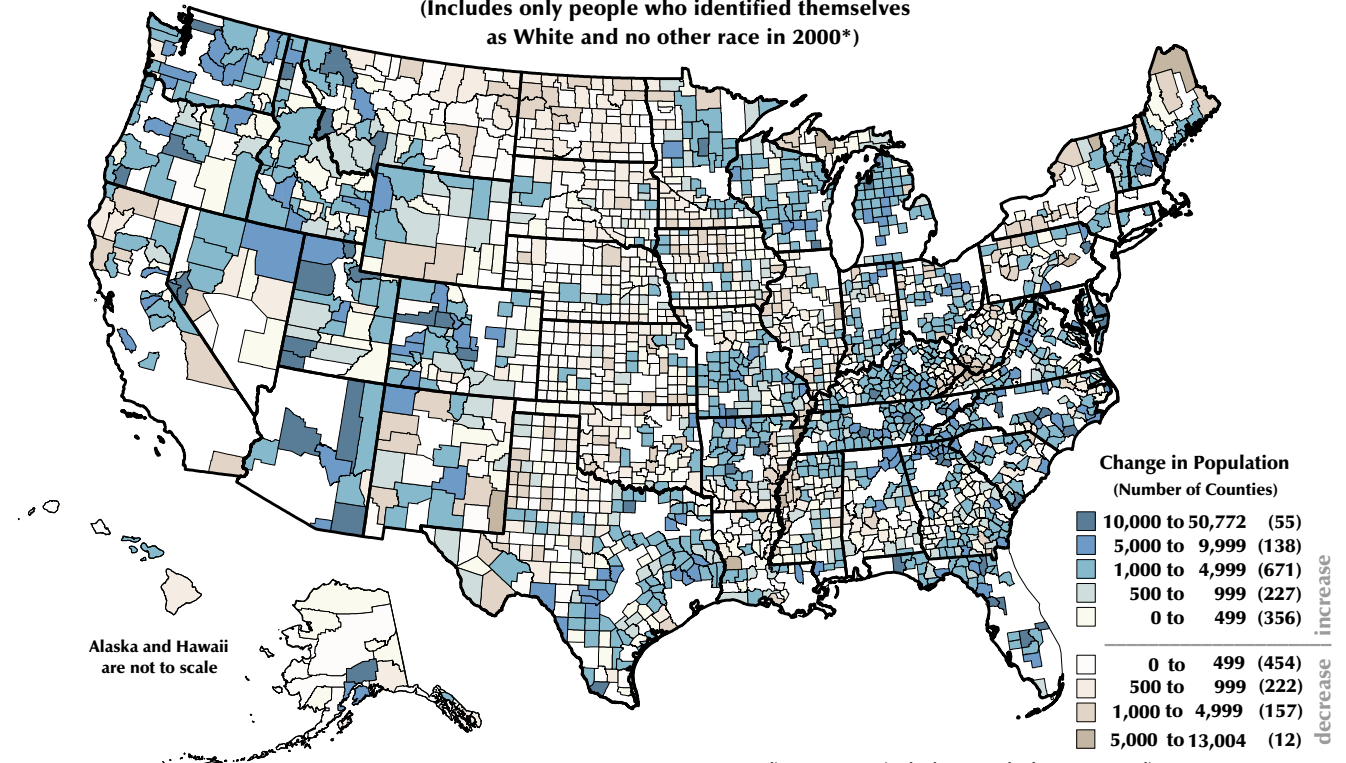 (Includes only people who identified themselves
as White and no other race in 2000*)
Change in Population
(Number of Counties)
10,000 to 50,772 (55)
5,000 to 9,999 (138)
1,000 to 4,999 (671)
500 to 999 (227)
0 to 499 (356)
increase
0 to 499 (454)
500 to 999 (222)
1,000 to 4,999 (157)
5,000 to 13,004 (12)
decrease
Alaska and Hawaii
are not to scale